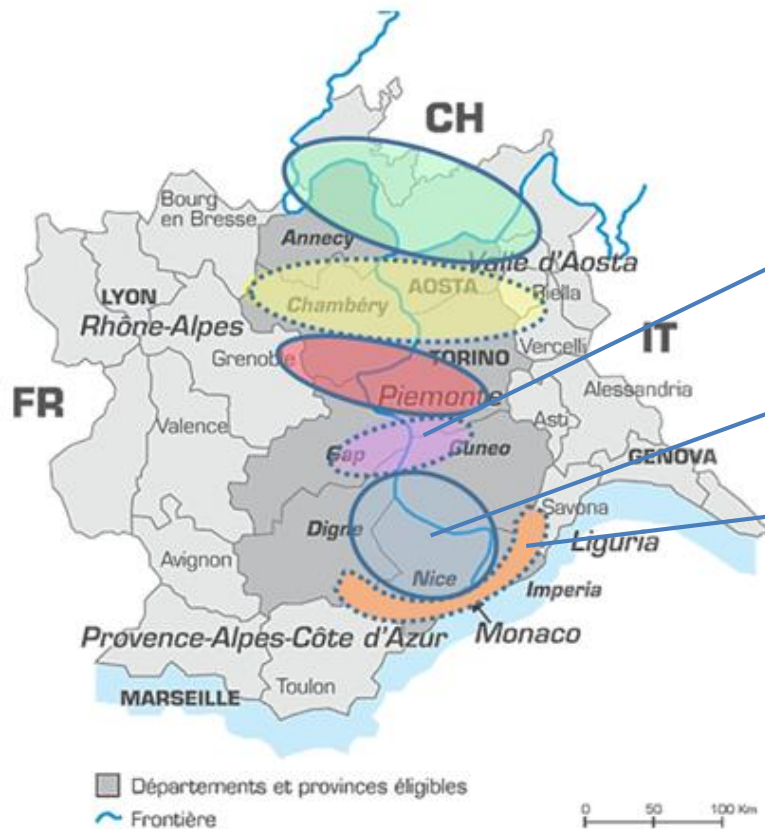 CH
Bourg
en Bresse
Annecy
Valle d'Aosta
AOSTA
LYON
Chambéry
Biella
Rhône-Alpes
Vercelli
IT
Grenoble
TORINO
FR
Piemonte
Alessandria
Valence
Asti
Gap
Cuneo
GENOVA
Savona
Digne
Liguria
Avignon
Nice
Imperia
Provence-Alpes-Côte d'Azur
Monaco
MARSEILLE
Toulon
Départements et provinces éligibles
Frontière
0 50 100 Km